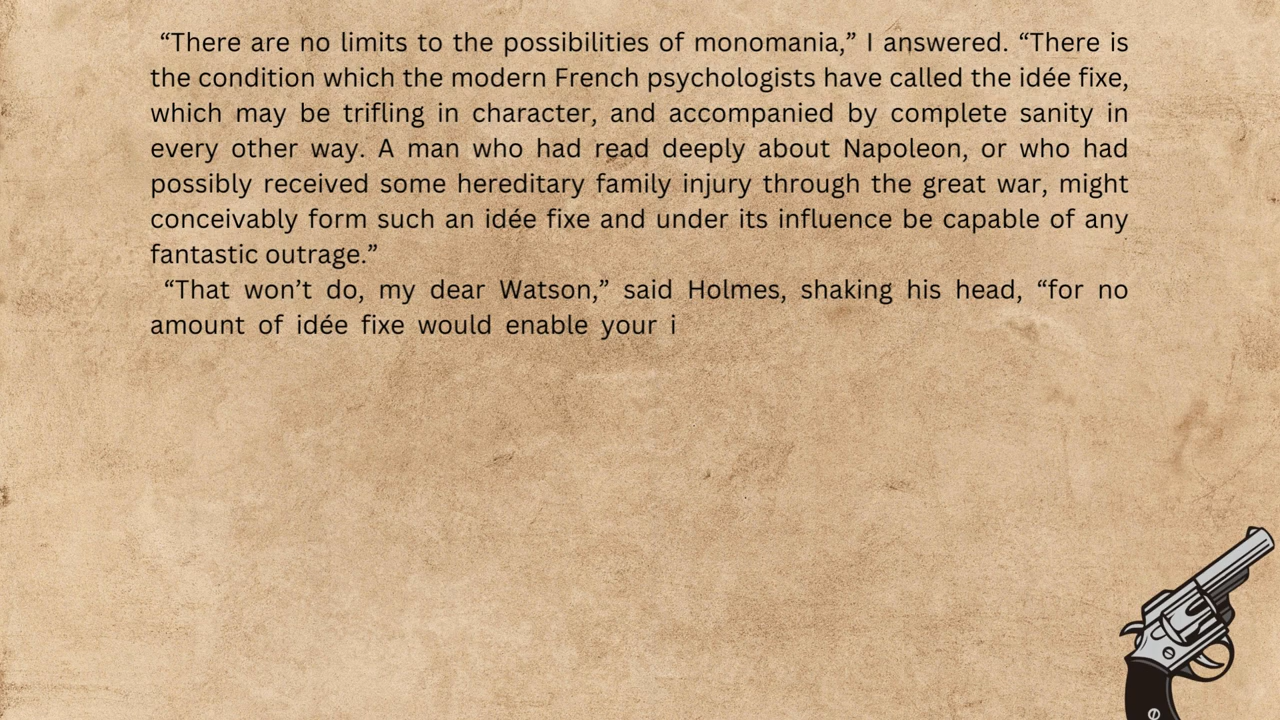 “There are no limits to the possibilities of monomania,” I answered. “There is
the condition which the modern French psychologists have called the idée fixe,
which may be trifling in character, and accompanied by complete sanity in
every other way. A man who had read deeply about Napoleon, or who had
possibly received some hereditary family injury through the great war, might
conceivably form such an idée fixe and under its influence be capable of any
fantastic outrage.”
“That won’t do, my dear Watson,” said Holmes, shaking his head, “for no
amount of idée fixe would enable your i